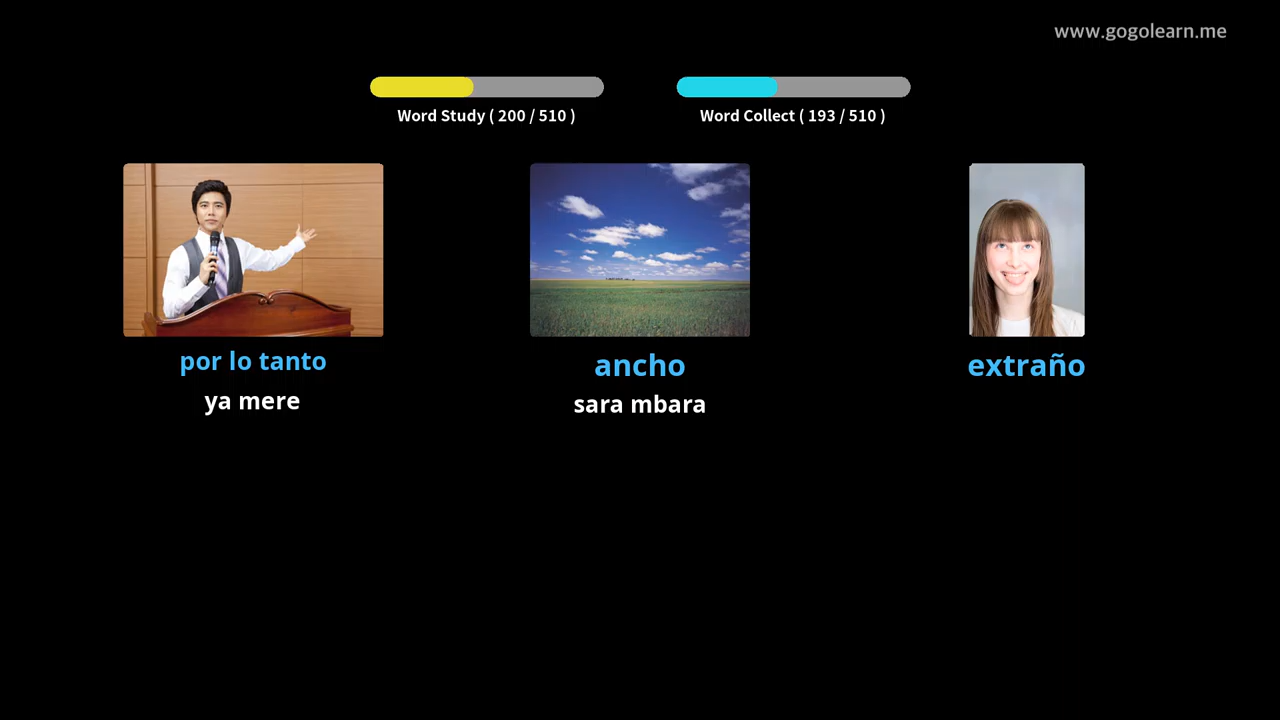 www.gogolearn.me
Word Study ( 200 / 510 )
Word Collect ( 193 / 510 )
por lo tanto
ya mere
ancho
sara mbara
extraño